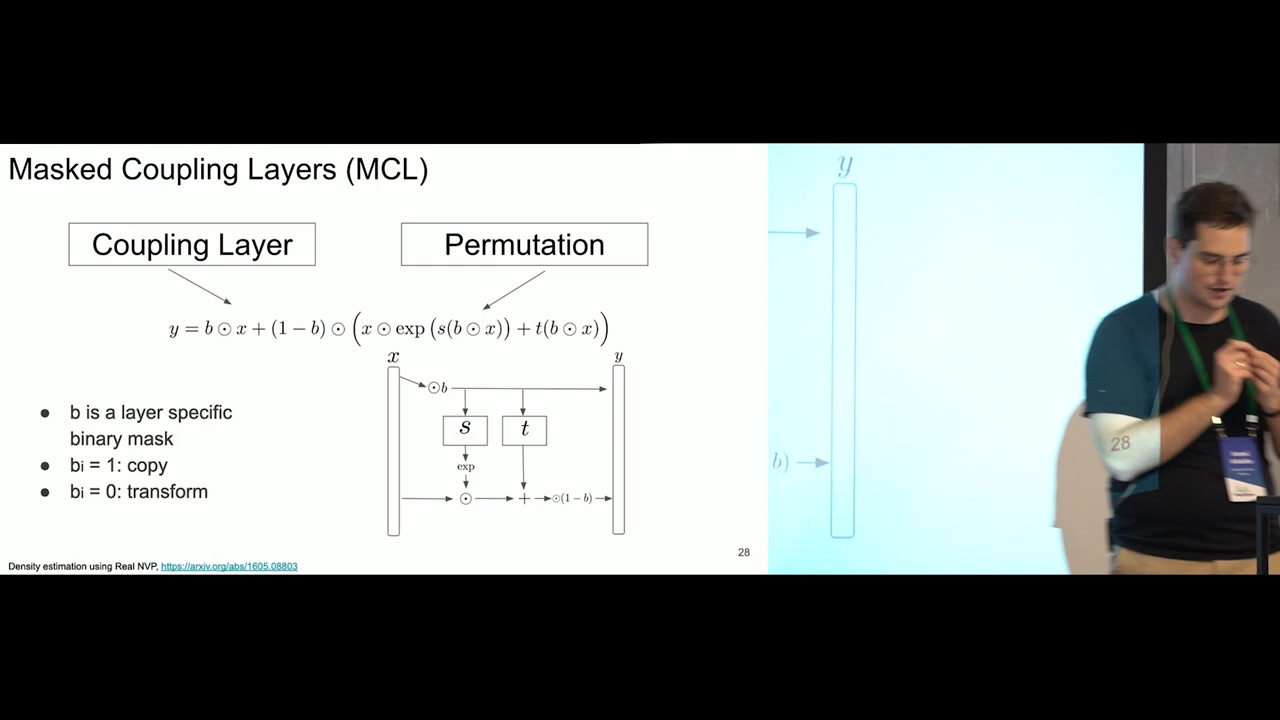 Masked Coupling Layers (MCL)
Coupling Layer
Permutation
y = b ⊙ x + (1 − b) ⊙ (x ⊙ exp (s(b ⊙ x)) + t(b ⊙ x))
x
y
⊙b
s
t
exp
⊙
+
⊙(1 − b)
● b is a layer specific
binary mask
● bi = 1: copy
● bi = 0: transform
28
Density estimation using Real NVP, https://arxiv.org/abs/1605.08803
y
b)
28